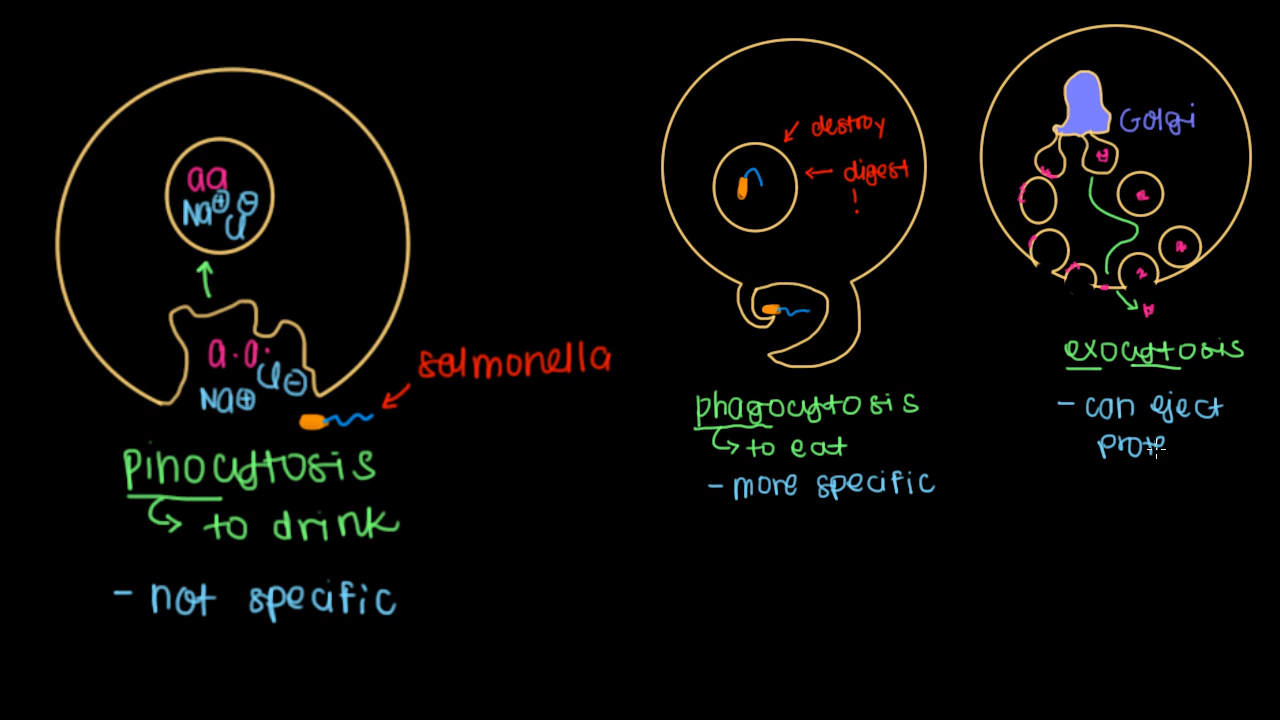 aa
Na⊕
Cl⊖
a.a.
Cl⊖
Na⊕
salmonella
pinocytosis
to drink
- not specific
destroy
digest
!
phagocytosis
to eat
- more specific
Golgi
exocytosis
- can eject
prote